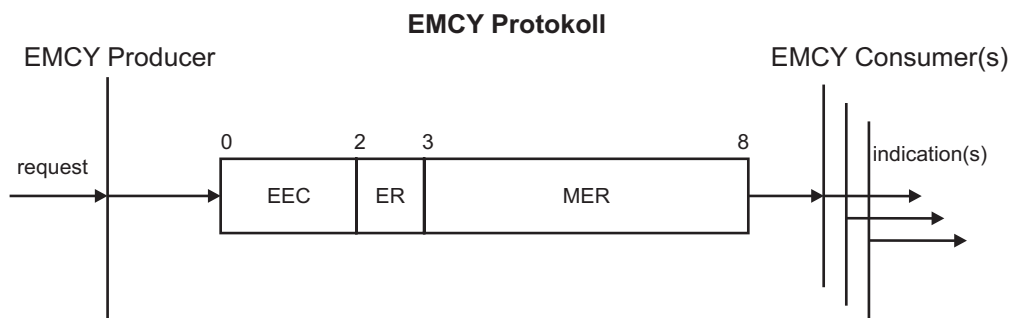 EMCY Protokoll
EMCY Producer
EMCY Consumer(s)
0 2 3 8
request
indication(s)
EEC ER MER